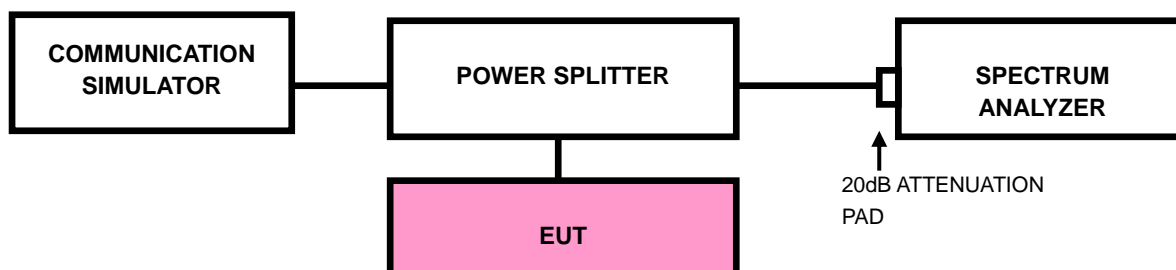 COMMUNICATION
SIMULATOR
POWER SPLITTER
SPECTRUM
ANALYZER
20dB ATTENUATION
PAD
EUT